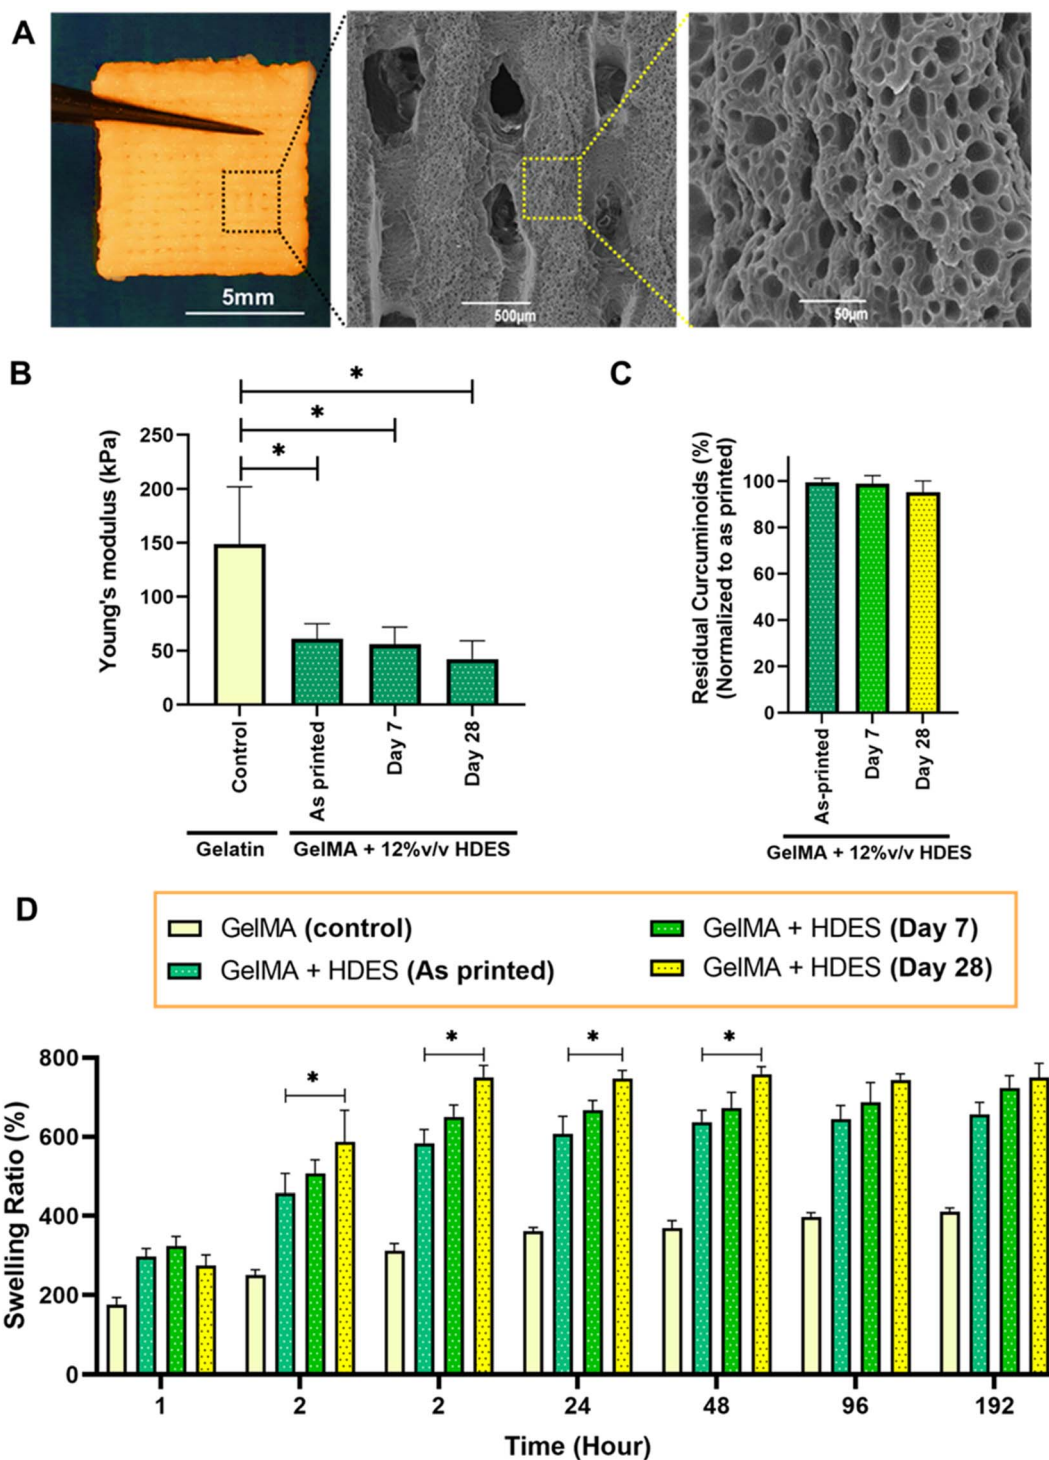 A
5mm
500µm
50µm
B
*
*
*
Young's modulus (kPa)
250
200
150
100
50
0
Control
As printed
Day 7
Day 28
Gelatin
GelMA + 12%v/v HDES
C
Residual Curcuminoids (%)
(Normalized to as printed)
100
80
60
40
20
0
As-printed
Day 7
Day 28
GelMA + 12%v/v HDES
D
GelMA (control)
GelMA + HDES (As printed)
GelMA + HDES (Day 7)
GelMA + HDES (Day 28)
Swelling Ratio (%)
800
600
400
200
0
*
*
*
*
1 2 2 24 48 96 192
Time (Hour)